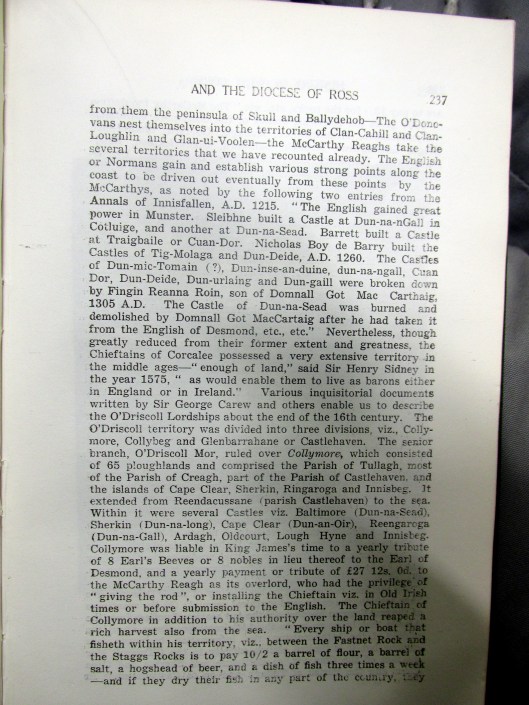 AND THE DIOCESE OF ROSS 237
from them the peninsula of Skull and Ballydehob—The O'Dono-
vans nest themselves into the territories of Clan-Cahill and Clan-
Loughlin and Glan-ui-Voolen—the McCarthy Reaghs take the
several territories that we have recounted already. The English
or Normans gain and establish various strong points along the
coast to be driven out eventually from these points by the
McCarthys, as noted by the following two entries from the
Annals of Innisfallen, A.D. 1215. "The English gained great
power in Munster. Sleibhne built a Castle at Dun-na-nGall in
Cotluige, and another at Dun-na-Sead. Barrett built a Castle
at Traigbaile or Cuan-Dor. Nicholas Boy de Barry built the
Castles of Tig-Molaga and Dun-Deide, A.D. 1260. The Castles
of Dun-mic-Tomain (?), Dun-inse-an-duine, duna-na-ngall, Cuan
Dor, Dun-Deide, Dun-urlaing and Dun-gaill were broken down
by Fingin Reanna Roin, son of Domnall Got Mac Carthaig,
1305 A.D. The Castle of Dun-na-Sead was burned and
demolished by Domnall Got MacCartaig after he had taken it
from the English of Desmond, etc., etc." Nevertheless, though
greatly reduced from their former extent and greatness, the
Chieftains of Corcalee possessed a very extensive territory in
the middle ages—"enough of land," said Sir Henry Sidney in
the year 1575, " as would enable them to live as barons either
in England or in Ireland." Various inquisitorial documents
written by Sir George Carew and others enable us to describe
the O'Driscoll Lordships about the end of the 16th century. The
O'Driscoll territory was divided into three divisions, viz., Colly-
more, Collybeg and Glenbarrahane or Castlehaven. The senior
branch, O'Driscoll Mor, ruled over Collymore, which consisted
of 65 ploughlands and comprised the Parish of Tullagh, most
of the Parish of Creagh, part of the Parish of Castlehaven, and
the islands of Cape Clear, Sherkin, Ringaroga and Innisbeg. It
extended from Reendacussane (parish Castlehaven) to the sea.
Within it were several Castles viz. Baltimore (Dun-na-Sead),
Sherkin (Dun-na-long), Cape Clear (Dun-an-Oir), Reengaroga
(Dun-na-Gall), Ardagh, Oldcourt, Lough Hyne and Innisbeg.
Collymore was liable in King James's time to a yearly tribute
of 8 Earl's Beeves or 8 nobles in lieu thereof to the Earl of
Desmond, and a yearly payment or tribute of £27 12s. 0d. to
the McCarthy Reagh as its overlord, who had the privilege of
"giving the rod", or installing the Chieftain viz. in Old Irish
times or before submission to the English. The Chieftain of
Collymore in addition to his authority over the land reaped a
rich harvest also from the sea. "Every ship or boat that
fisheth within his territory, viz., between the Fastnet Rock and
the Staggs Rocks is to pay 10/2 a barrel of flour, a barrel of
salt, a hogshead of beer, and a dish of fish three times a week
—and if they dry their fish in any part of the country, they